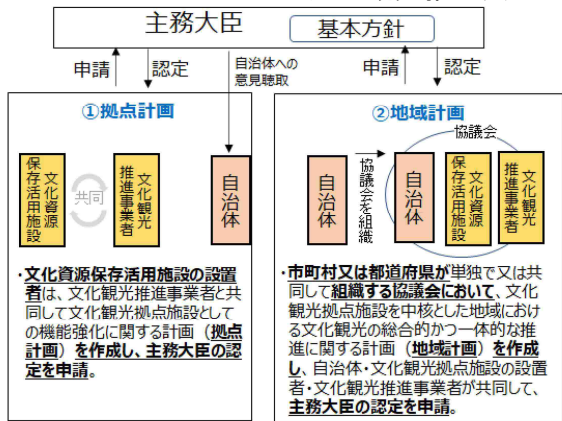 主務大臣
基本方針
申請
認定
自治体への
意見聴取
申請
認定
①拠点計画
文化資源
保存活用施設
共同
文化観光
推進事業者
自治体
・文化資源保存活用施設の設置
者は、文化観光推進事業者と共
同して文化観光拠点施設として
の機能強化に関する計画（拠点
計画）を作成し、主務大臣の認
定を申請。
②地域計画
協議会
自治体
協議会を
組織
自治体
文化資源
保存活用施設
文化観光
推進事業者
・市町村又は都道府県が単独で又は共
同して組織する協議会において、文化
観光拠点施設を中核とした地域における
文化観光の総合的かつ一体的な
推進に関する計画（地域計画）を作成
し、自治体・文化観光拠点施設の設置
者・文化観光推進事業者が共同して、
主務大臣の認定を申請。